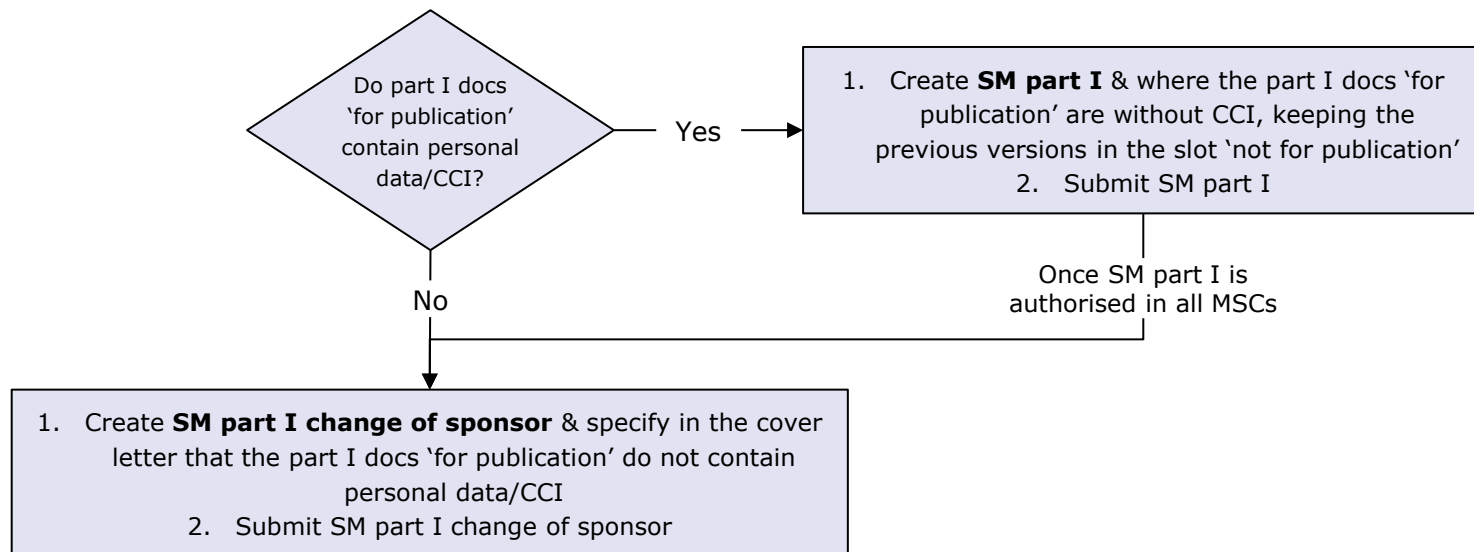 Do part I docs
‘for publication’
contain personal
data/CCI?
Yes
1. Create SM part I & where the part I docs ‘for
publication’ are without CCI, keeping the
previous versions in the slot ‘not for publication’
2. Submit SM part I
No
Once SM part I is
authorised in all MSCs
1. Create SM part I change of sponsor & specify in the cover
letter that the part I docs ‘for publication’ do not contain
personal data/CCI
2. Submit SM part I change of sponsor